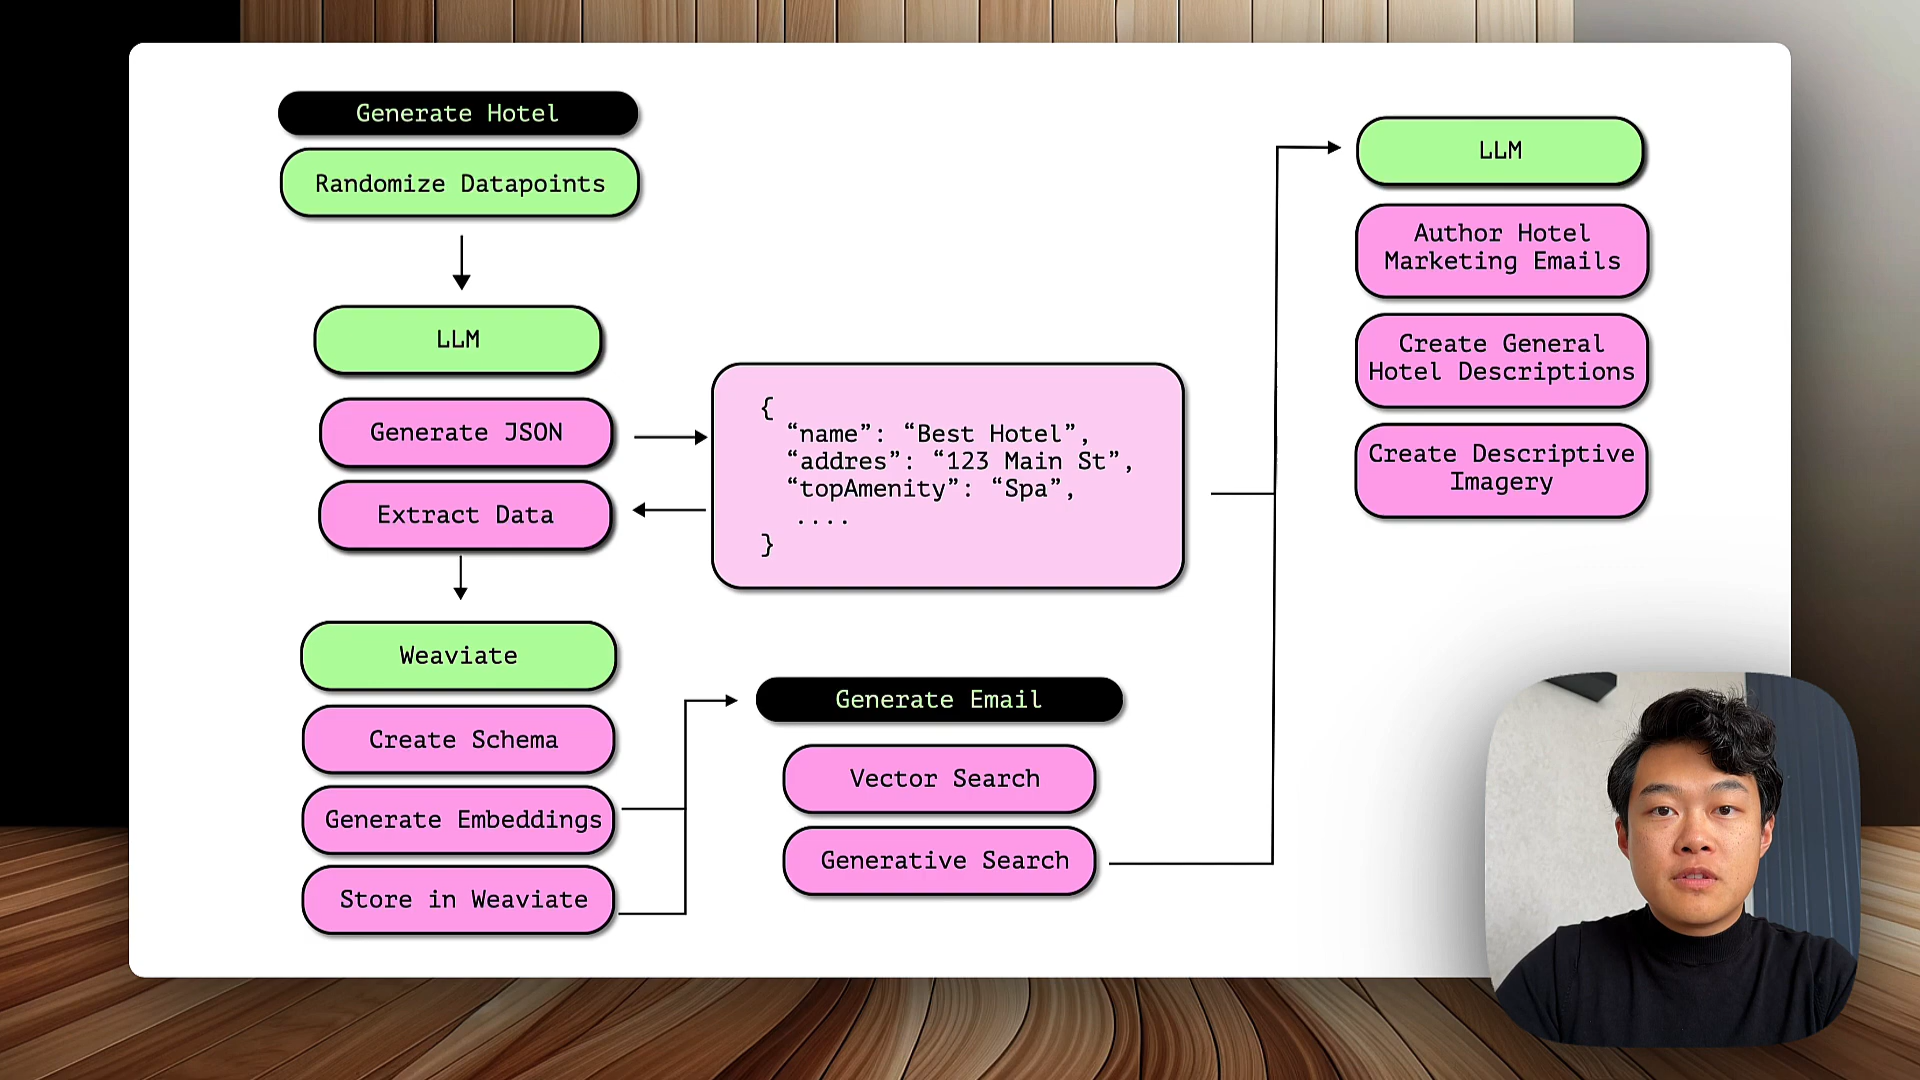 Generate Hotel
Randomize Datapoints
LLM
Generate JSON
Extract Data
Weaviate
Create Schema
Generate Embeddings
Store in Weaviate
{
“name”: “Best Hotel”,
“addres”: “123 Main St”,
“topAmenity”: “Spa”,
....
}
Generate Email
Vector Search
Generative Search
LLM
Author Hotel
Marketing Emails
Create General
Hotel Descriptions
Create Descriptive
Imagery